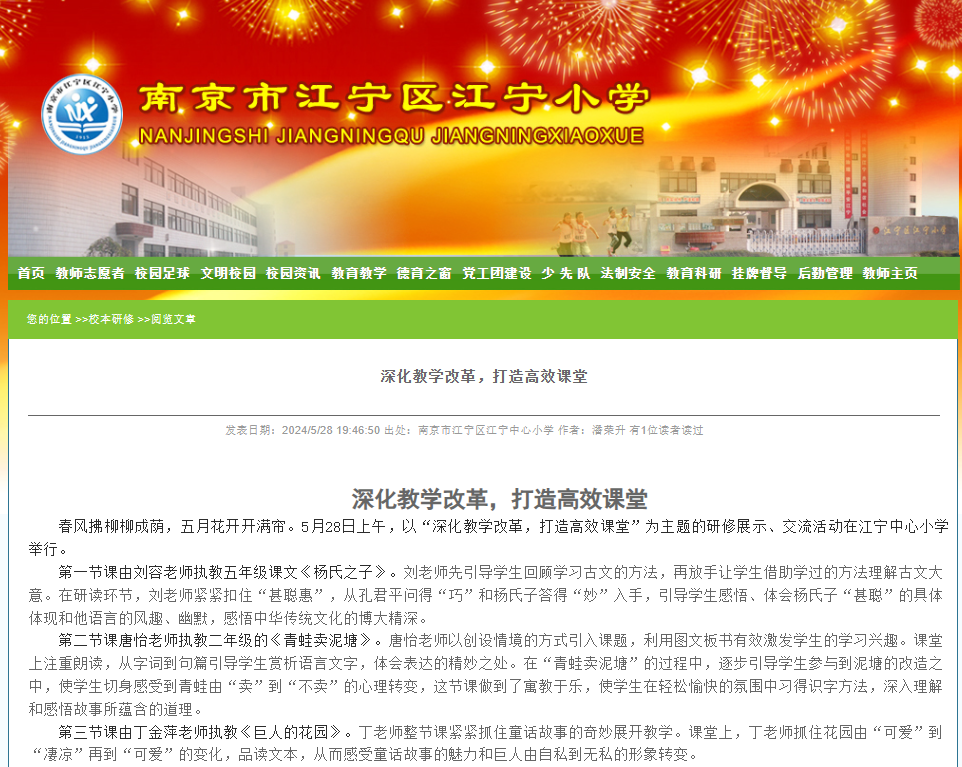 南京市江宁区江宁小学
NANJINGSHI JIANGNINGQU JIANGNINGXIAOXUE
首页 教师志愿者 校园足球 文明校园 校园资讯 教育教学 德育之窗 党工团建设 少 先 队 法制安全 教育科研 挂牌督导 后勤管理 教师主页
您的位置 >>校本研修 >>阅览文章
深化教学改革，打造高效课堂
发表日期：2024/5/28 19:46:50 出处：南京市江宁区江宁中心小学 作者：潘荣升 有1位读者读过
深化教学改革，打造高效课堂
春风拂柳柳成荫，五月花开开满帘。5月28日上午，以“深化教学改革，打造高效课堂”为主题的研修展示、交流活动在江宁中心小学
举行。
第一节课由刘容老师执教五年级课文《杨氏之子》。刘老师先引导学生回顾学习古文的方法，再放手让学生借助学过的方法理解古文大
意。在研读环节，刘老师紧紧扣住“甚聪惠”，从孔君平问得“巧”和杨氏子答得“妙”入手，引导学生感悟、体会杨氏子“甚聪”的具体
体现和他语言的风趣、幽默，感悟中华传统文化的博大精深。
第二节课唐怡老师执教二年级的《青蛙卖泥塘》。唐怡老师以创设情境的方式引入课题，利用图文板书有效激发学生的学习兴趣。课堂
上注重朗读，从字词到句篇引导学生赏析语言文字，体会表达的精妙之处。在“青蛙卖泥塘”的过程中，逐步引导学生参与到泥塘的改造之
中，使学生切身感受到青蛙由“卖”到“不卖”的心理转变，这节课做到了寓教于乐，使学生在轻松愉快的氛围中习得识字方法，深入理解
和感悟故事所蕴含的道理。
第三节课由丁金萍老师执教《巨人的花园》。丁老师整节课紧紧抓住童话故事的奇妙展开教学。课堂上，丁老师抓住花园由“可爱”到
“凄凉”再到“可爱”的变化，品读文本，从而感受童话故事的魅力和巨人由自私到无私的形象转变。